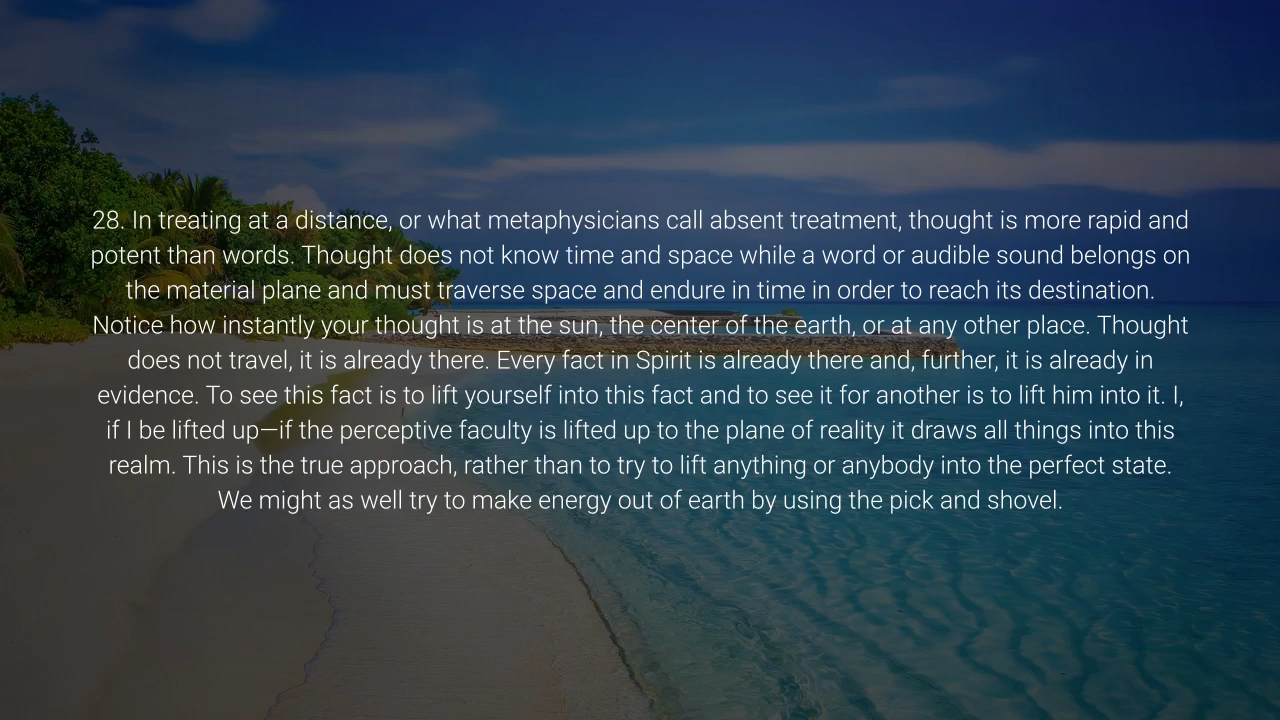 28. In treating at a distance, or what metaphysicians call absent treatment, thought is more rapid and
potent than words. Thought does not know time and space while a word or audible sound belongs on
the material plane and must traverse space and endure in time in order to reach its destination.
Notice how instantly your thought is at the sun, the center of the earth, or at any other place. Thought
does not travel, it is already there. Every fact in Spirit is already there and, further, it is already in
evidence. To see this fact is to lift yourself into this fact and to see it for another is to lift him into it. I,
if I be lifted up—if the perceptive faculty is lifted up to the plane of reality it draws all things into this
realm. This is the true approach, rather than to try to lift anything or anybody into the perfect state.
We might as well try to make energy out of earth by using the pick and shovel.